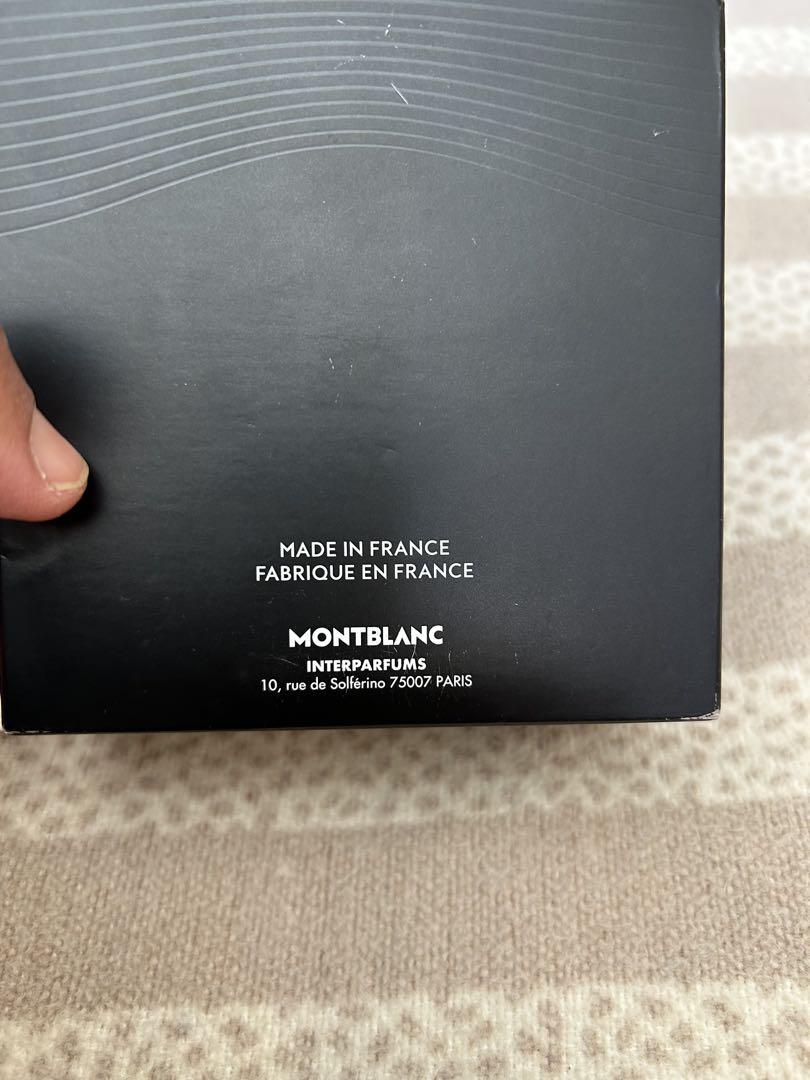 MADE IN FRANCE
FABRIQUE EN FRANCE
MONTBLANC
INTERPARFUMS
10, rue de Solférino 75007 PARIS